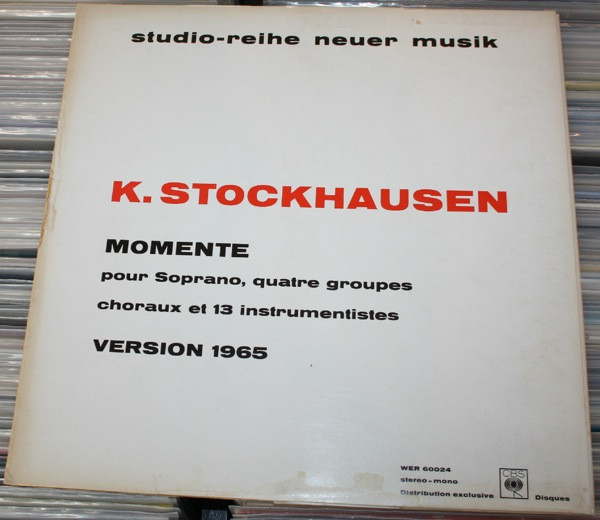 studio-reihe neuer musik
K. STOCKHAUSEN
MOMENTE
pour Soprano, quatre groupes
choraux et 13 instrumentistes
VERSION 1965
WER 60024
stereo-mono
Distribution exclusive
CBS
Disques